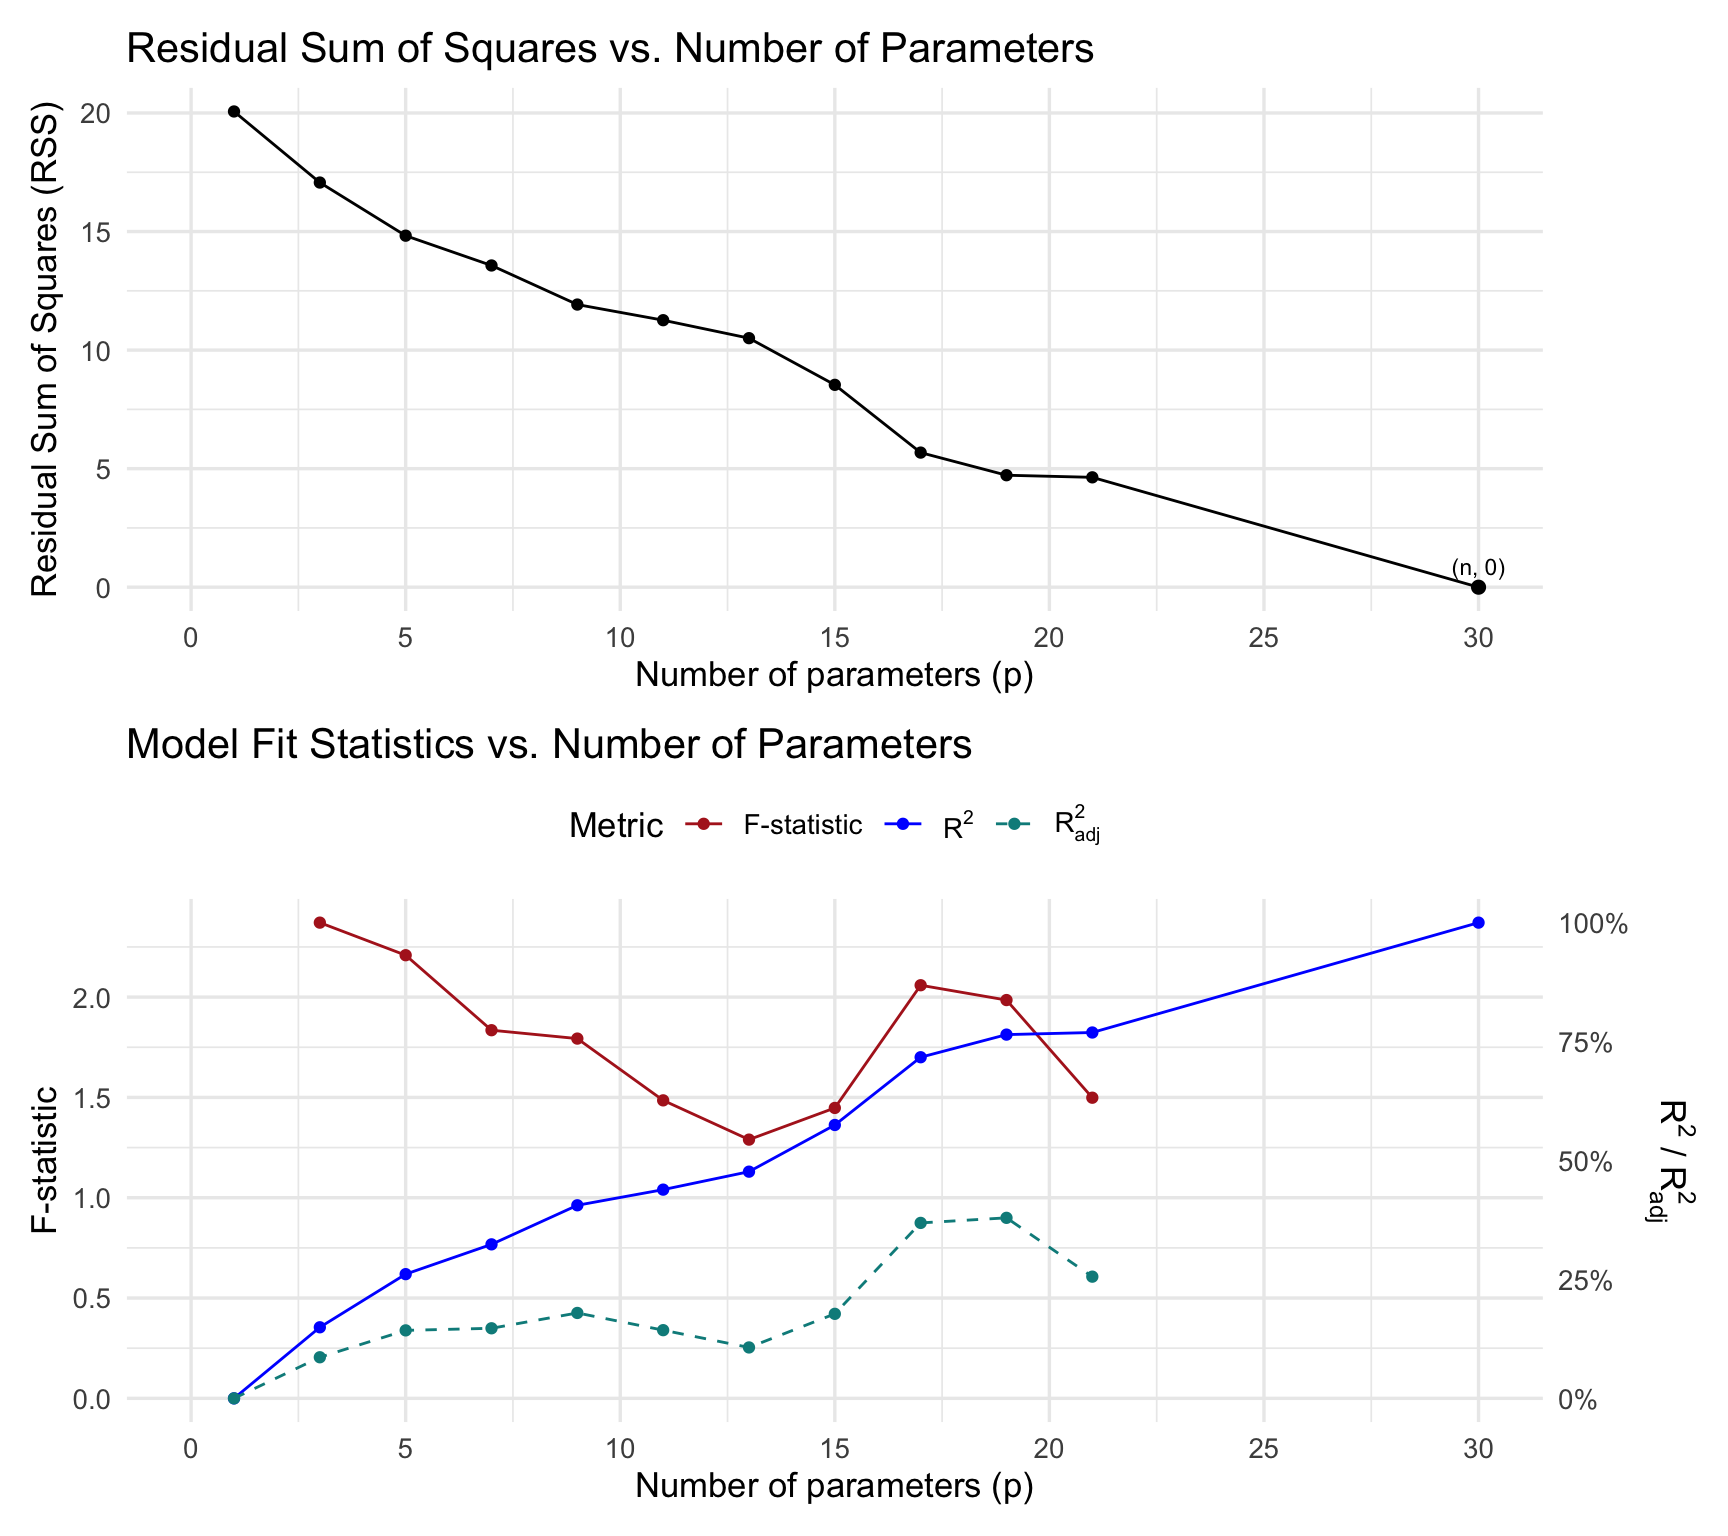 Residual Sum of Squares vs. Number of Parameters
Residual Sum of Squares (RSS)
20
15
10
5
0
(n, 0)
0 5 10 15 20 25 30
Number of parameters (p)
Model Fit Statistics vs. Number of Parameters
Metric F-statistic R² R²adj
F-statistic
2.0
1.5
1.0
0.5
0.0
100%
75%
50%
25%
0%
R² / R²adj
0 5 10 15 20 25 30
Number of parameters (p)